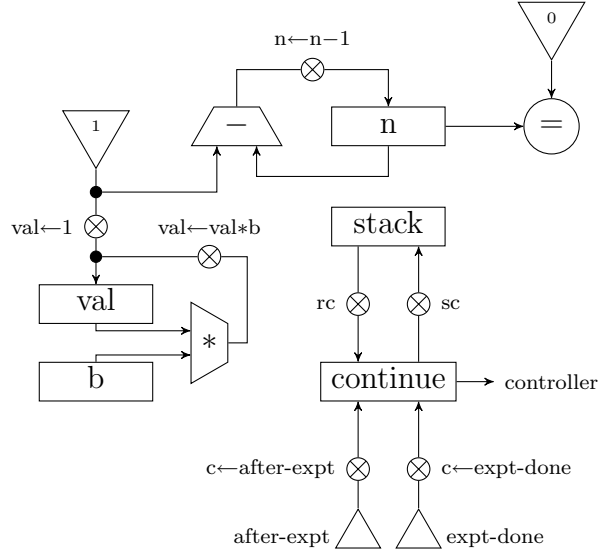 0
n←n−1
1
−
n
=
val←1
val←val*b
stack
val
rc
sc
*
b
continue
controller
c←after-expt
c←expt-done
after-expt
expt-done